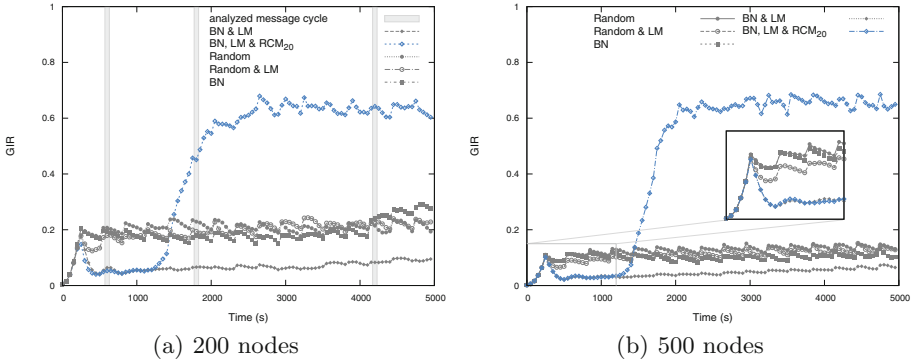 1
0.8
0.6
0.4
0.2
0
GIR
0 1000 2000 3000 4000 5000
Time (s)
analyzed message cycle
BN & LM
BN, LM & RCM20
Random
Random & LM
BN
(a) 200 nodes
1
0.8
0.6
0.4
0.2
0
GIR
0 1000 2000 3000 4000 5000
Time (s)
Random
Random & LM
BN
BN & LM
BN, LM & RCM20
(b) 500 nodes